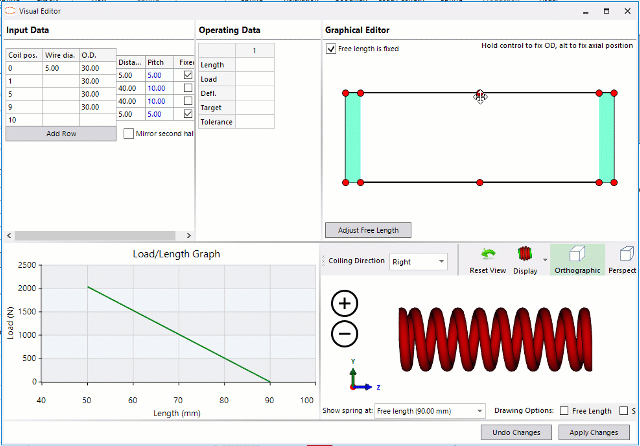 Visual Editor
Input Data
Coil pos. Wire dia. O.D.
0 5.00 30.00
1 30.00
5 30.00
9 30.00
10
Dista... Pitch Fixe
5.00 5.00
40.00 10.00
40.00 10.00
5.00 5.00
Add Row
Mirror second hal
Operating Data
1
Length
Load
Defl.
Target
Tolerance
Graphical Editor
Free length is fixed
Hold control to fix OD, alt to fix axial position
Adjust Free Length
Load/Length Graph
Load (N)
2500
2000
1500
1000
500
0
40 50 60 70 80 90 100
Length (mm)
Coiling Direction Right
Reset View Display Orthographic Perspect
Y
Z
Show spring at: Free length (90.00 mm)
Drawing Options: Free Length S
Undo Changes Apply Changes